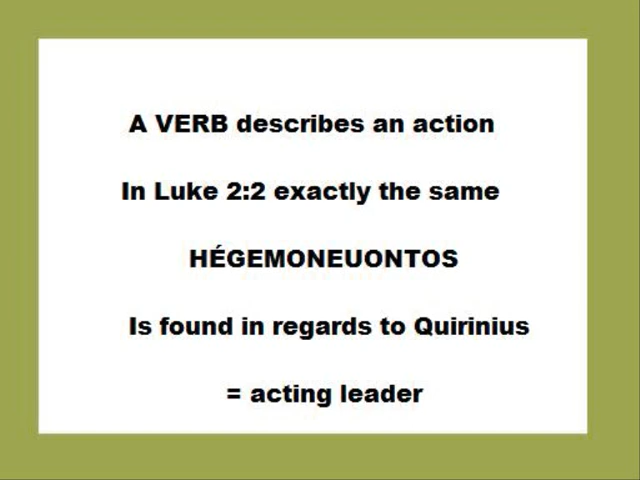 A VERB describes an action
In Luke 2:2 exactly the same
HÉGEMONEUONTOS
Is found in regards to Quirinius
= acting leader